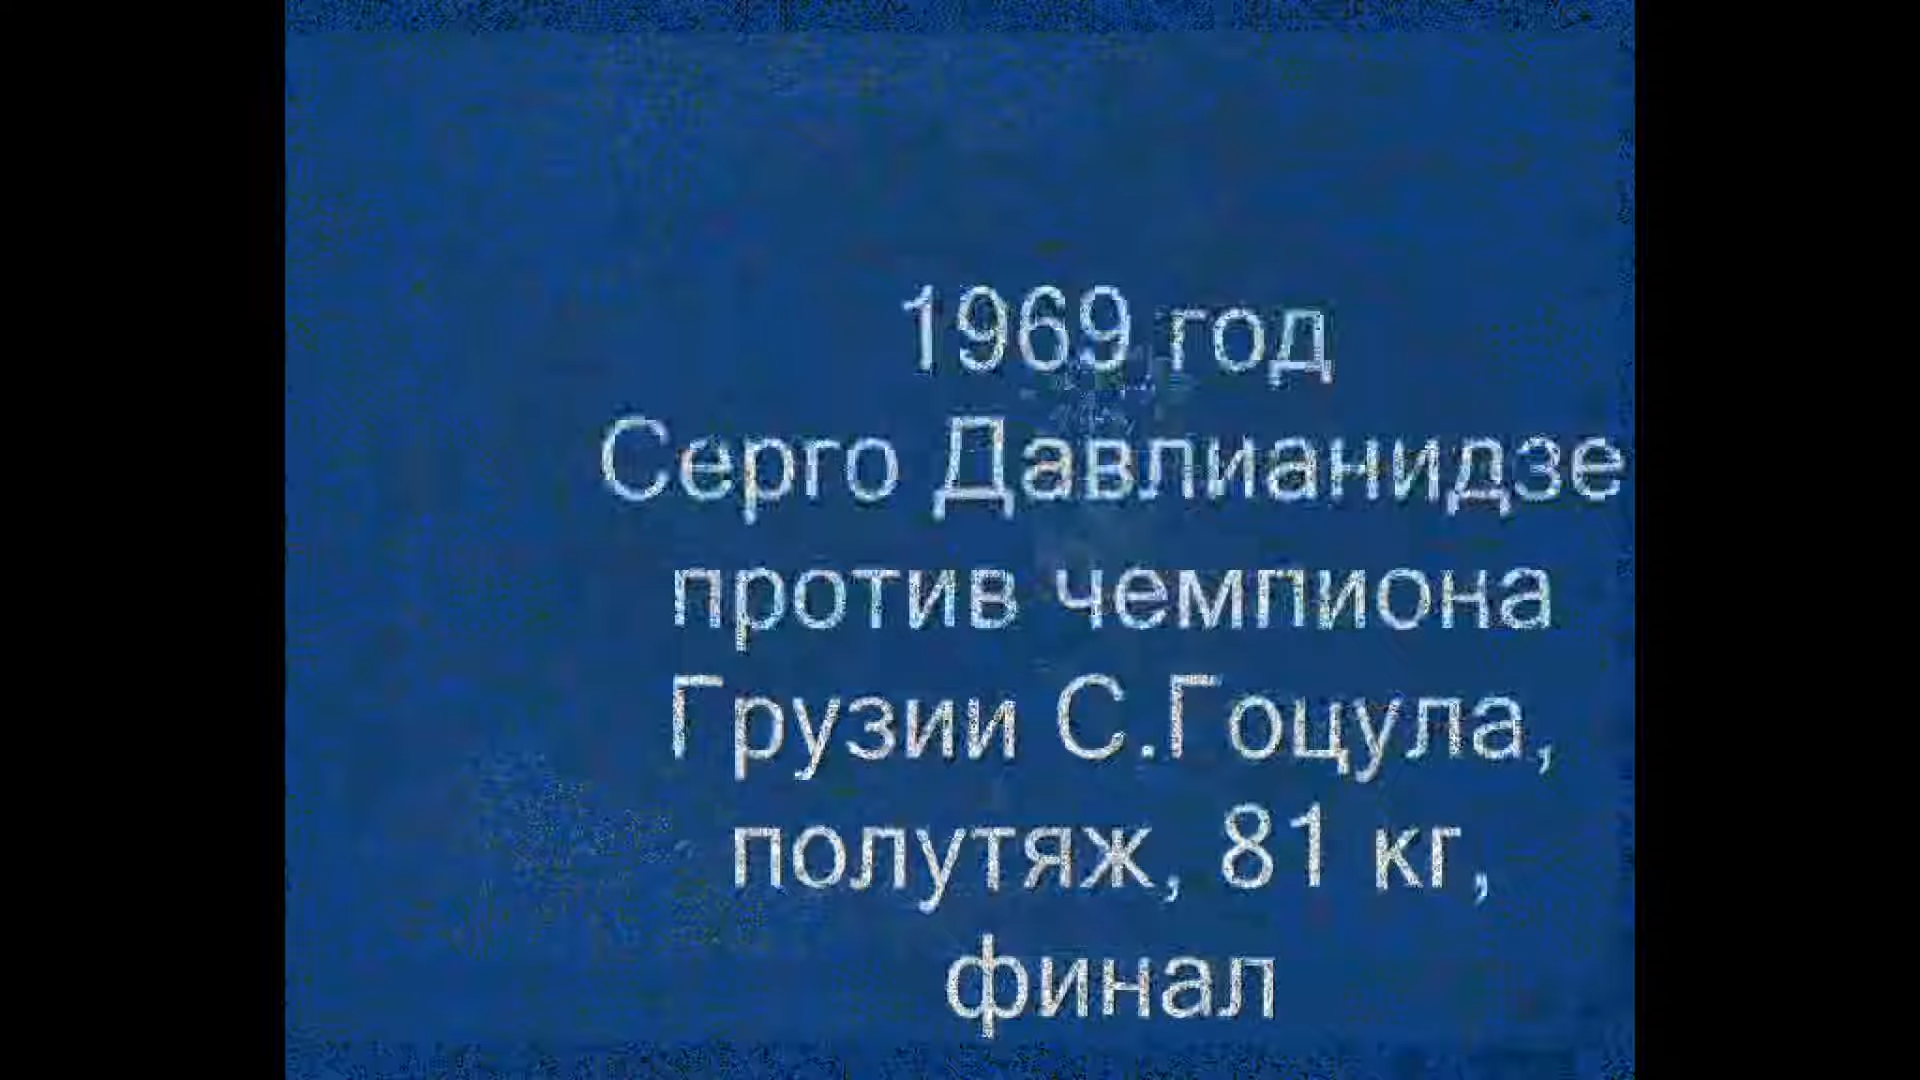 1969 год
Серго Давлианидзе
против чемпиона
Грузии С.Гоцула,
полутяж, 81 кг,
финал